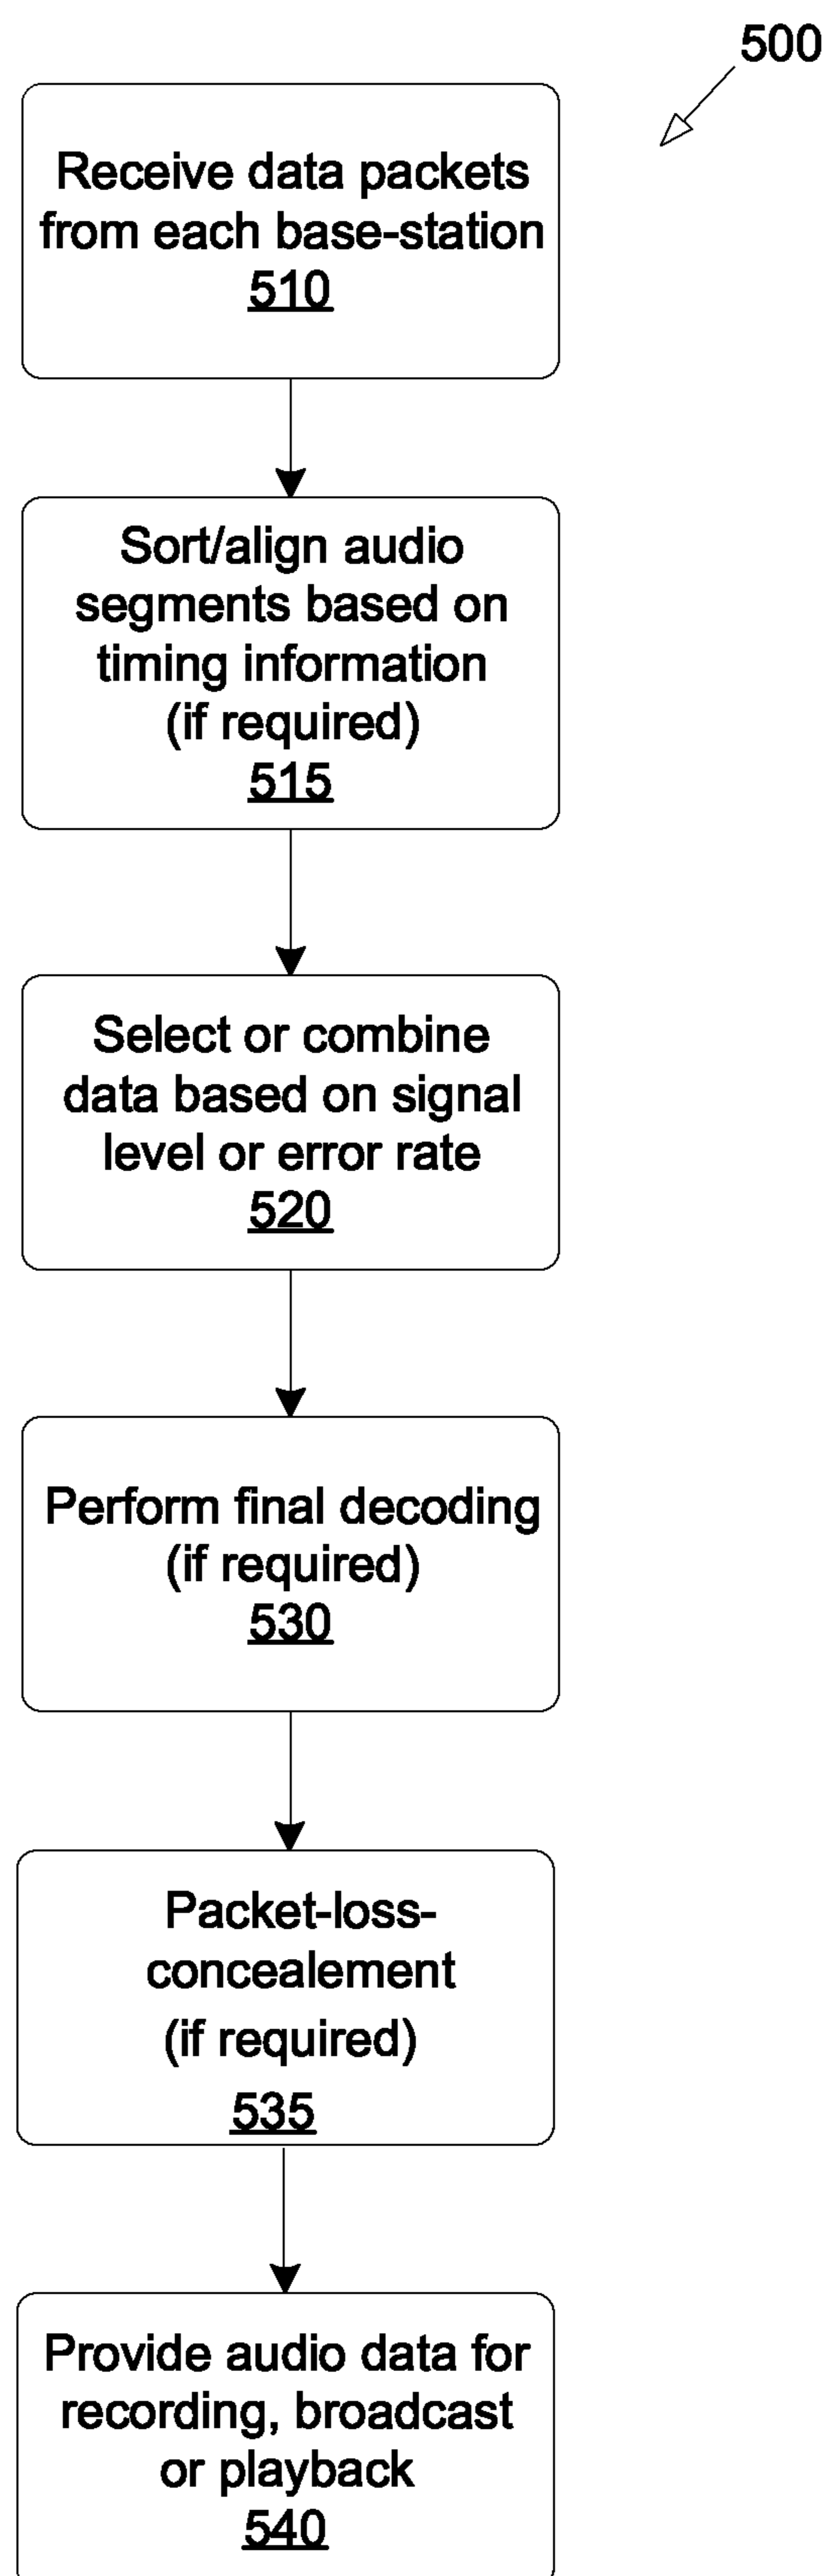 500
Receive data packets
from each base-station
510
Sort/align audio
segments based on
timing information
(if required)
515
Select or combine
data based on signal
level or error rate
520
Perform final decoding
(if required)
530
Packet-loss-
concealement
(if required)
535
Provide audio data for
recording, broadcast
or playback
540